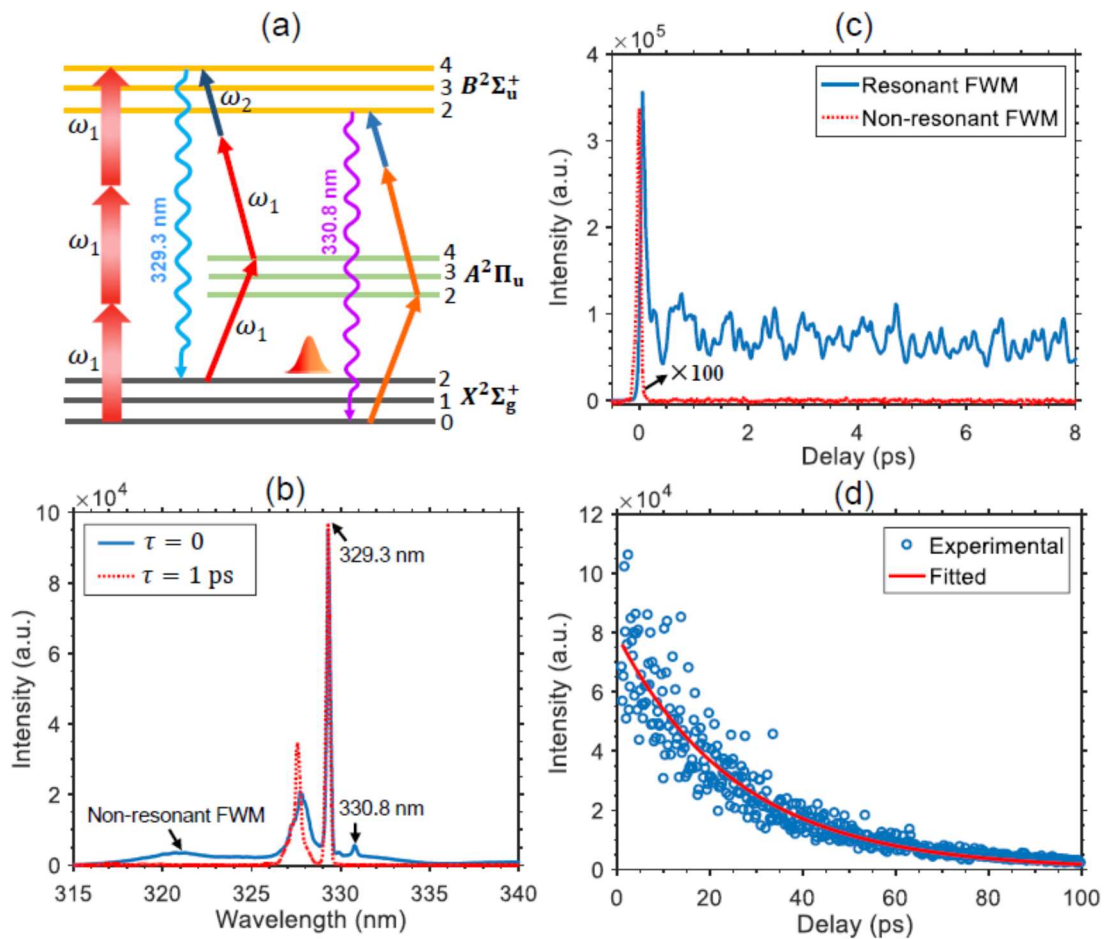 (a)
4
3
2
B²Σᵤ⁺
ω₁
ω₂
329.3 nm
330.8 nm
ω₁
ω₁
4
3
2
A²Πᵤ
ω₁
ω₁
2
1
0
X²Σg⁺
(c)
×10⁵
4
3
2
1
0
Intensity (a.u.)
Resonant FWM
Non-resonant FWM
×100
0 2 4 6 8
Delay (ps)
(b)
×10⁴
10
8
6
4
2
0
Intensity (a.u.)
τ = 0
τ = 1 ps
329.3 nm
Non-resonant FWM
330.8 nm
315 320 325 330 335 340
Wavelength (nm)
(d)
×10⁴
12
10
8
6
4
2
0
Intensity (a.u.)
Experimental
Fitted
0 20 40 60 80 100
Delay (ps)